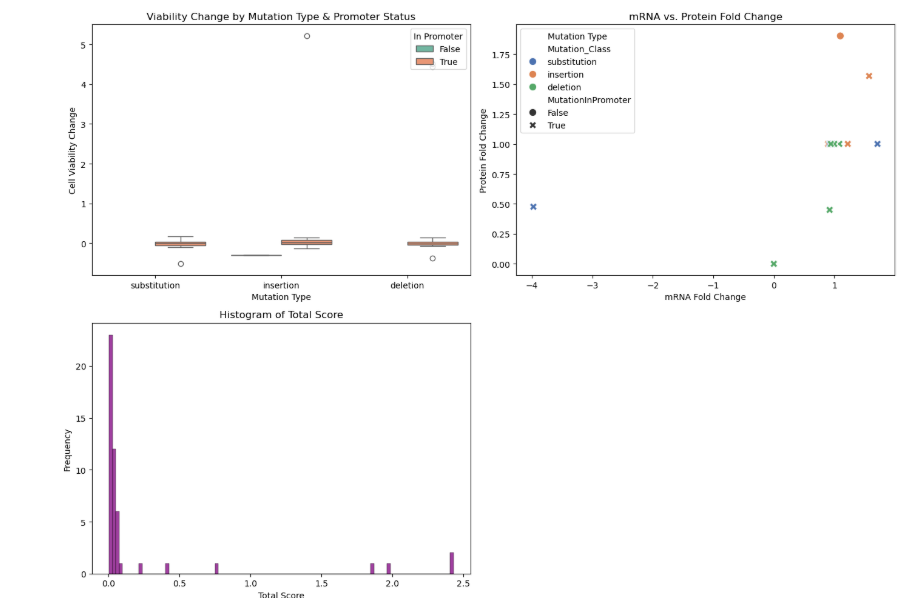 Viability Change by Mutation Type & Promoter Status
Cell Viability Change
5
4
3
2
1
0
In Promoter
False
True
substitution
insertion
deletion
Mutation Type
mRNA vs. Protein Fold Change
Protein Fold Change
1.75
1.50
1.25
1.00
0.75
0.50
0.25
0.00
Mutation Type
Mutation_Class
substitution
insertion
deletion
MutationInPromoter
False
True
−4
−3
−2
−1
0
1
mRNA Fold Change
Histogram of Total Score
Frequency
20
15
10
5
0
0.0
0.5
1.0
1.5
2.0
2.5
Total Score